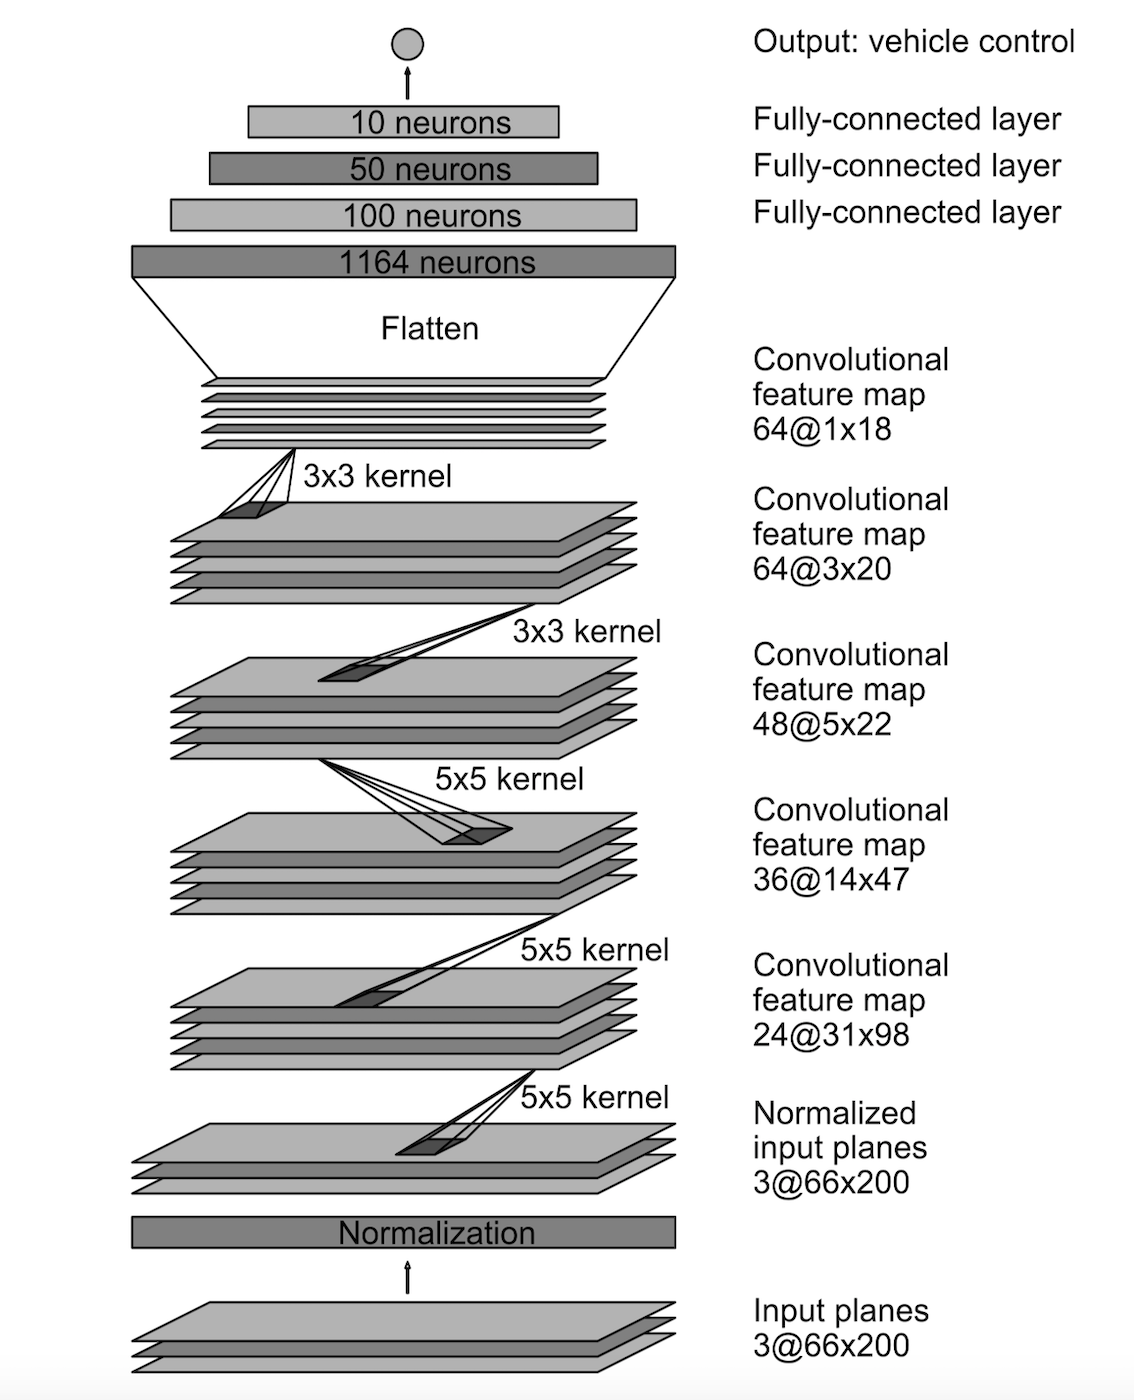 Output: vehicle control
10 neurons
Fully-connected layer
50 neurons
Fully-connected layer
100 neurons
Fully-connected layer
1164 neurons
Flatten
Convolutional
feature map
64@1x18
3x3 kernel
Convolutional
feature map
64@3x20
3x3 kernel
Convolutional
feature map
48@5x22
5x5 kernel
Convolutional
feature map
36@14x47
5x5 kernel
Convolutional
feature map
24@31x98
5x5 kernel
Normalized
input planes
3@66x200
Normalization
Input planes
3@66x200